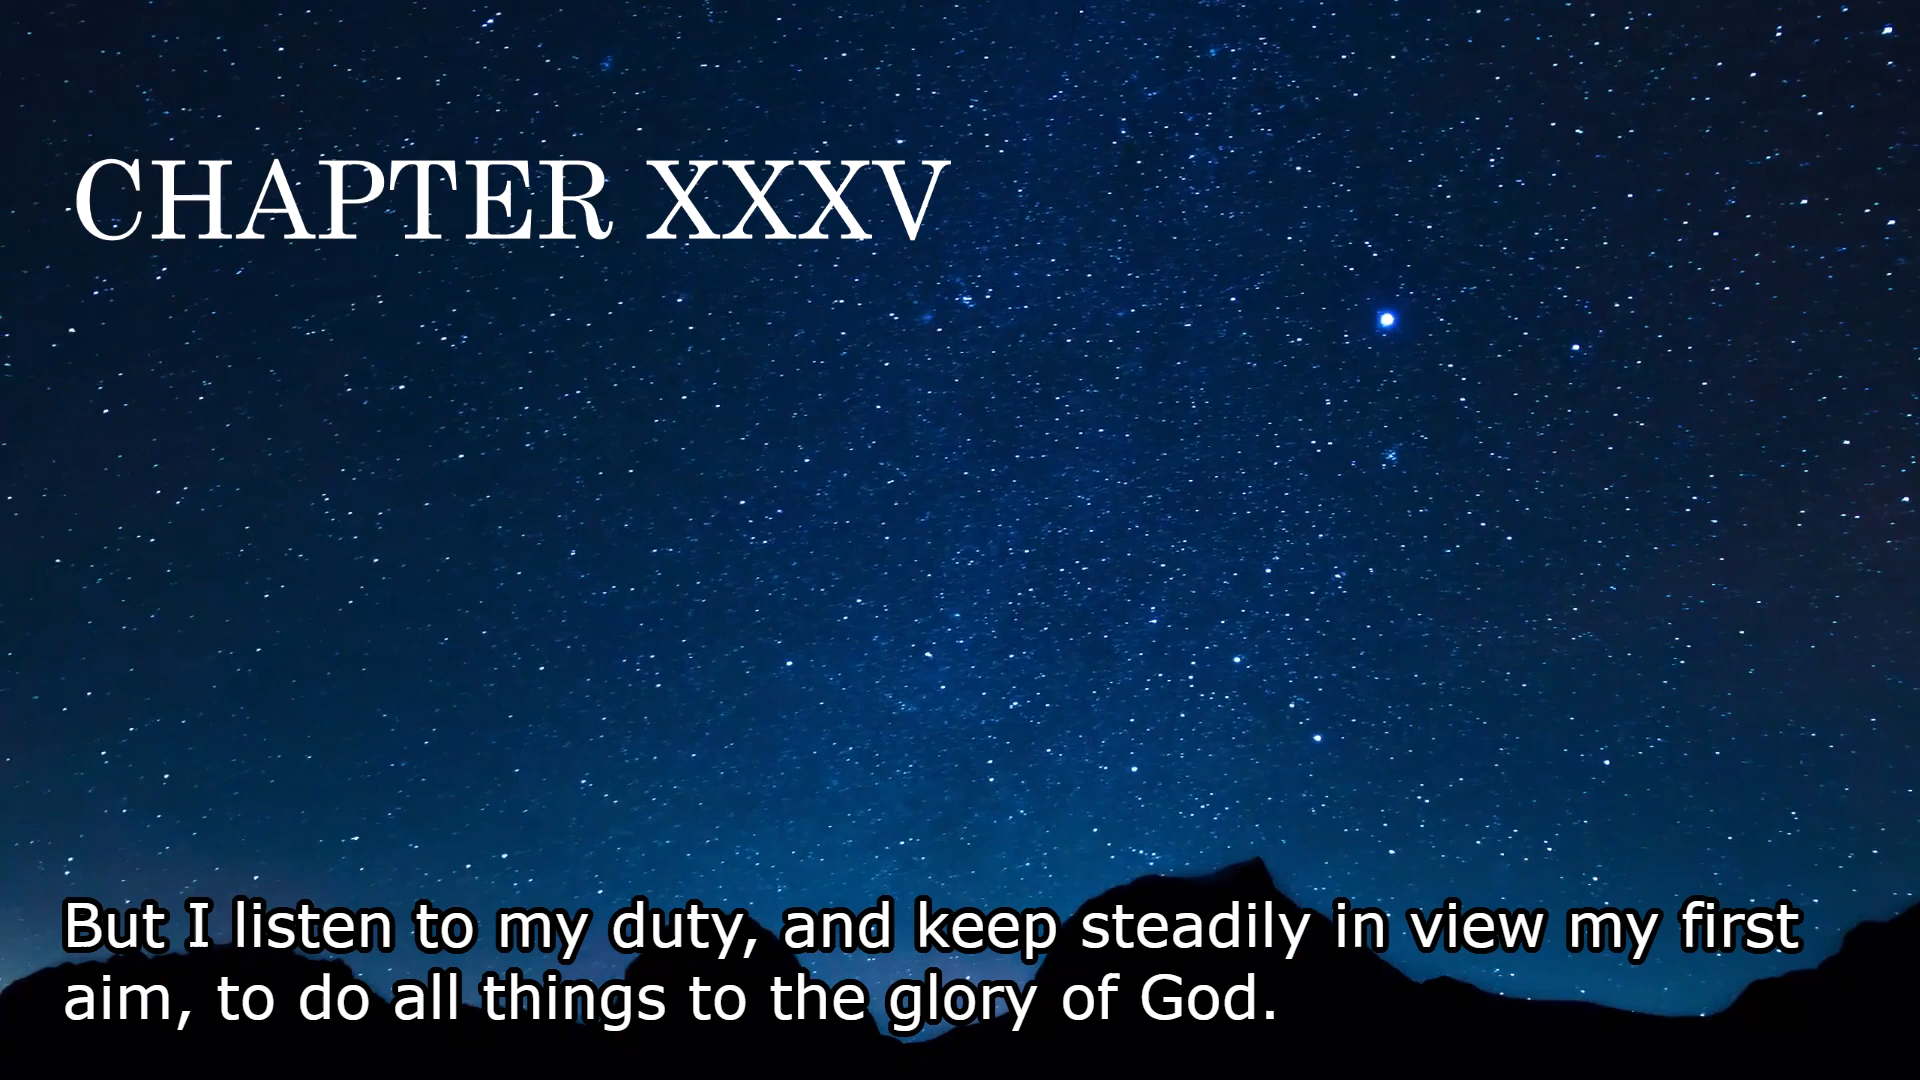 CHAPTER XXXV
But I listen to my duty, and keep steadily in view my first
aim, to do all things to the glory of God.